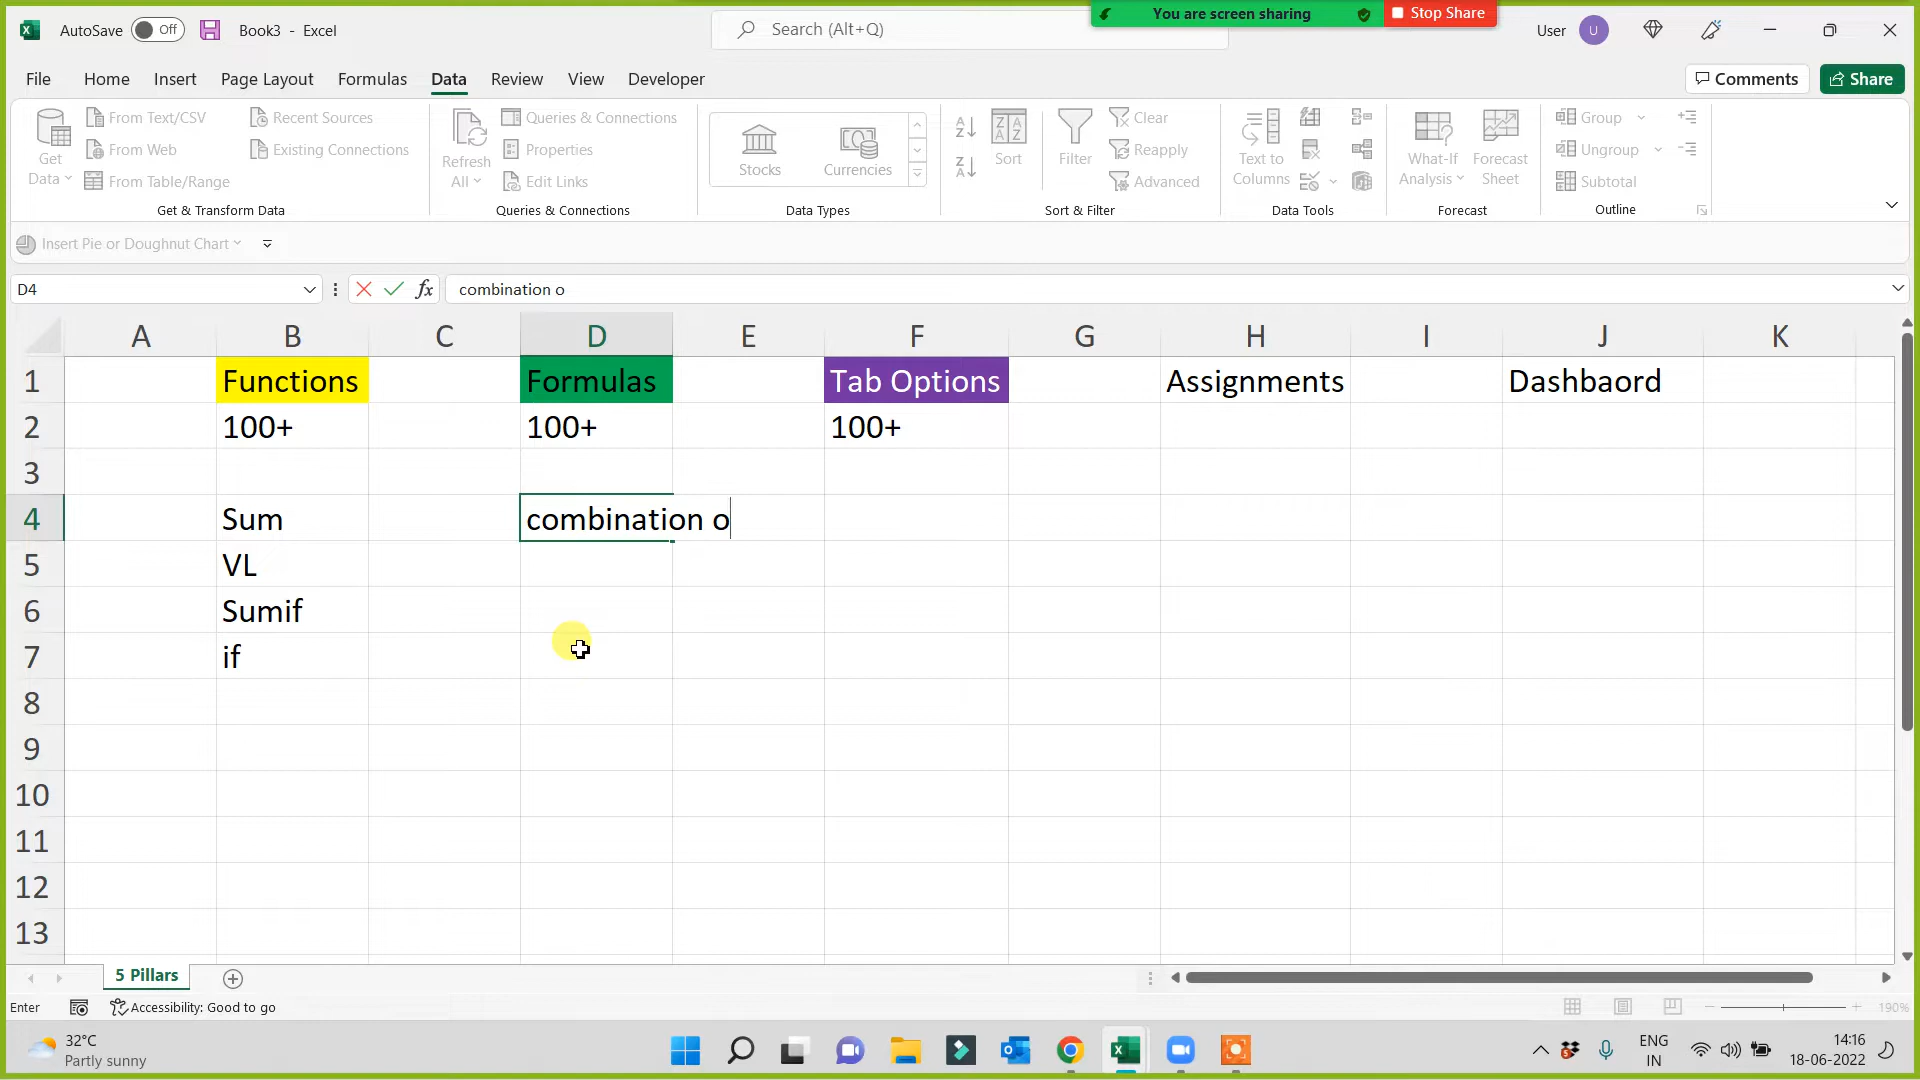 AutoSave Off Book3 - Excel Search (Alt+Q) You are screen sharing Stop Share User U
File Home Insert Page Layout Formulas Data Review View Developer Comments Share
Get Data
From Text/CSV
From Web
From Table/Range
Recent Sources
Existing Connections
Get & Transform Data
Refresh All
Queries & Connections
Properties
Edit Links
Queries & Connections
Stocks Currencies
Data Types
Sort
Filter
Clear
Reapply
Advanced
Sort & Filter
Text to Columns
Data Tools
What-If Analysis
Forecast Sheet
Forecast
Group
Ungroup
Subtotal
Outline
Insert Pie or Doughnut Chart
D4 fx combination o
A B C D E F G H I J K
1 Functions Formulas Tab Options Assignments Dashbaord
2 100+ 100+ 100+
3
4 Sum combination o
5 VL
6 Sumif
7 if
8
9
10
11
12
13
5 Pillars
Enter Accessibility: Good to go 190%
32°C
Partly sunny
ENG
IN
14:16
18-06-2022